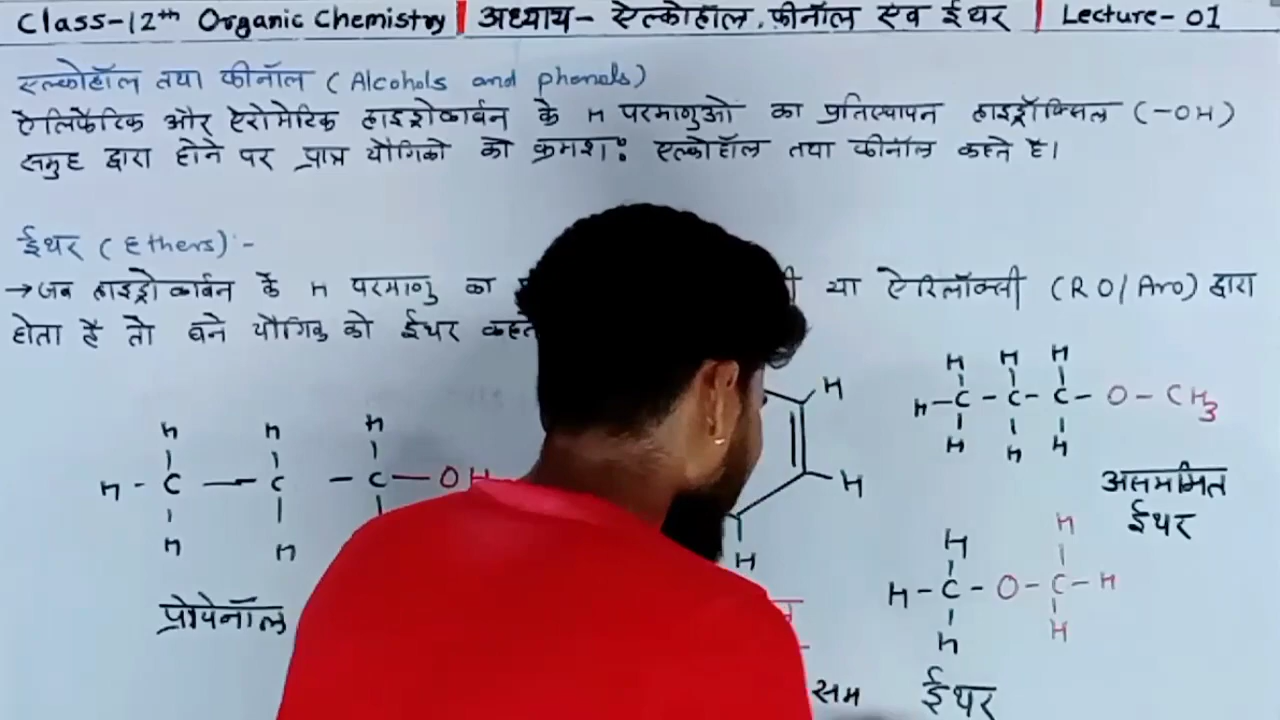 Class-12th Organic Chemistry | अध्याय- ऐल्कोहॉल, फीनॉल एवं ईथर | Lecture-01
एल्कोहॉल तथा फीनॉल (Alcohols and phenols)
ऐलिफैटिक और ऐरोमेटिक हाइड्रोकार्बन के H परमाणुओ का प्रतिस्थापन हाइड्रॉक्सिल (-OH)
समुह द्वारा होने पर प्राप्त यौगिको को क्रमशः एल्कोहॉल तथा फीनॉल कहते है।
ईथर (Ethers):-
→जब हाइड्रोकार्बन के H परमाणु का या ऐरिलॉक्सी (RO/Aro) द्वारा
होता है तो बने यौगिक को ईथर कहते
H H H
H-C-C-C-O-CH3
H H H
असममित
ईथर
H H H
H-C-C-C-OH
H H
प्रोपेनॉल
H
H
H
H H
H-C-O-C-H
H H
सम ईथर